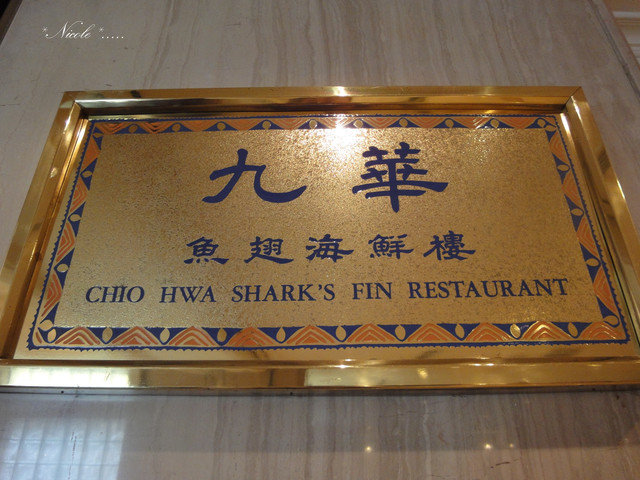 *Nicole*.....
九華
魚翅海鮮樓
CHIO HWA SHARK'S FIN RESTAURANT